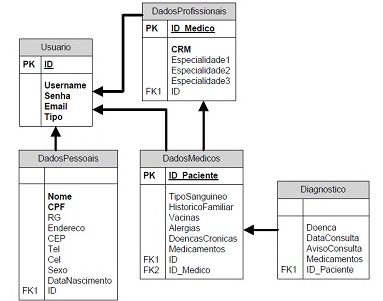 DadosProfissionais
PK ID_Medico
CRM
Especialidade1
Especialidade2
Especialidade3
FK1 ID
Usuario
PK ID
Username
Senha
Email
Tipo
DadosPessoais
Nome
CPF
RG
Endereco
CEP
Tel
Cel
Sexo
DataNascimento
FK1 ID
DadosMedicos
PK ID_Paciente
TipoSanguineo
HistoricoFamiliar
Vacinas
Alergias
DoencasCronicas
Medicamentos
FK1 ID
FK2 ID_Medico
Diagnostico
Doenca
DataConsulta
AvisoConsulta
Medicamentos
FK1 ID_Paciente